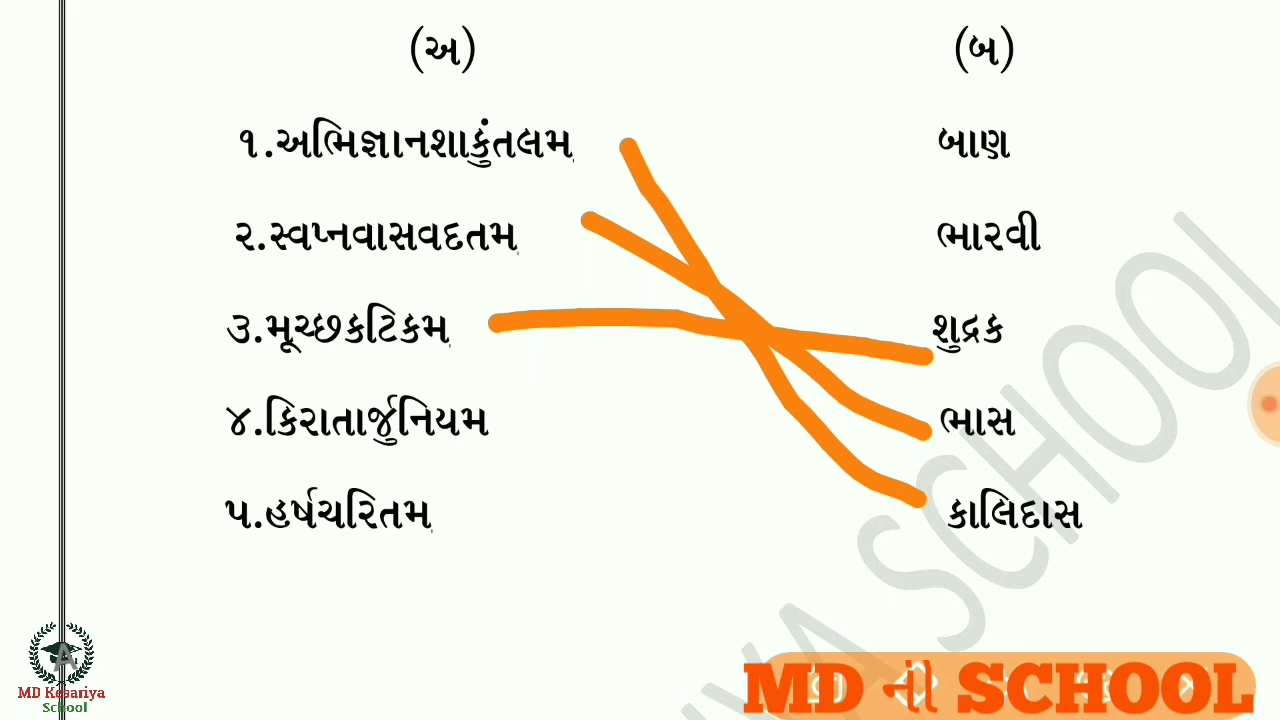 (અ) (બ)
૧.અભિજ્ઞાનશાકુંતલમ્ બાણ
૨.સ્વપ્નવાસવદતમ્ ભારવી
૩.મૂચ્છકટિકમ્ શુદ્રક
૪.કિરાતાર્જુનિયમ ભાસ
૫.હર્ષચરિતમ્ કાલિદાસ
MD Kesariya
School
MD ની SCHOOL